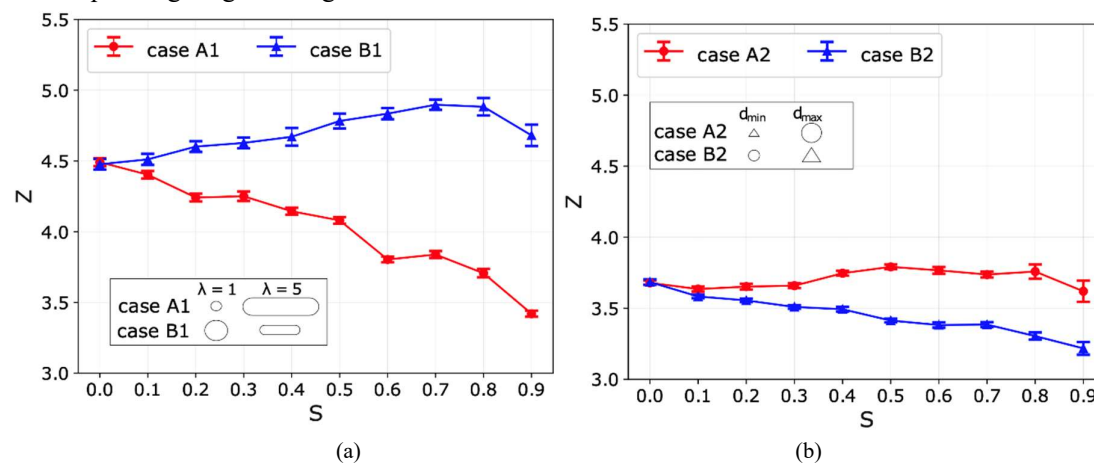 case A1 case B1
5.5
5.0
4.5
4.0
3.5
3.0
Z
λ = 1 λ = 5
case A1
case B1
0.0 0.1 0.2 0.3 0.4 0.5 0.6 0.7 0.8 0.9
S
(a)
case A2 case B2
5.5
5.0
4.5
4.0
3.5
3.0
Z
dmin dmax
case A2
case B2
0.0 0.1 0.2 0.3 0.4 0.5 0.6 0.7 0.8 0.9
S
(b)